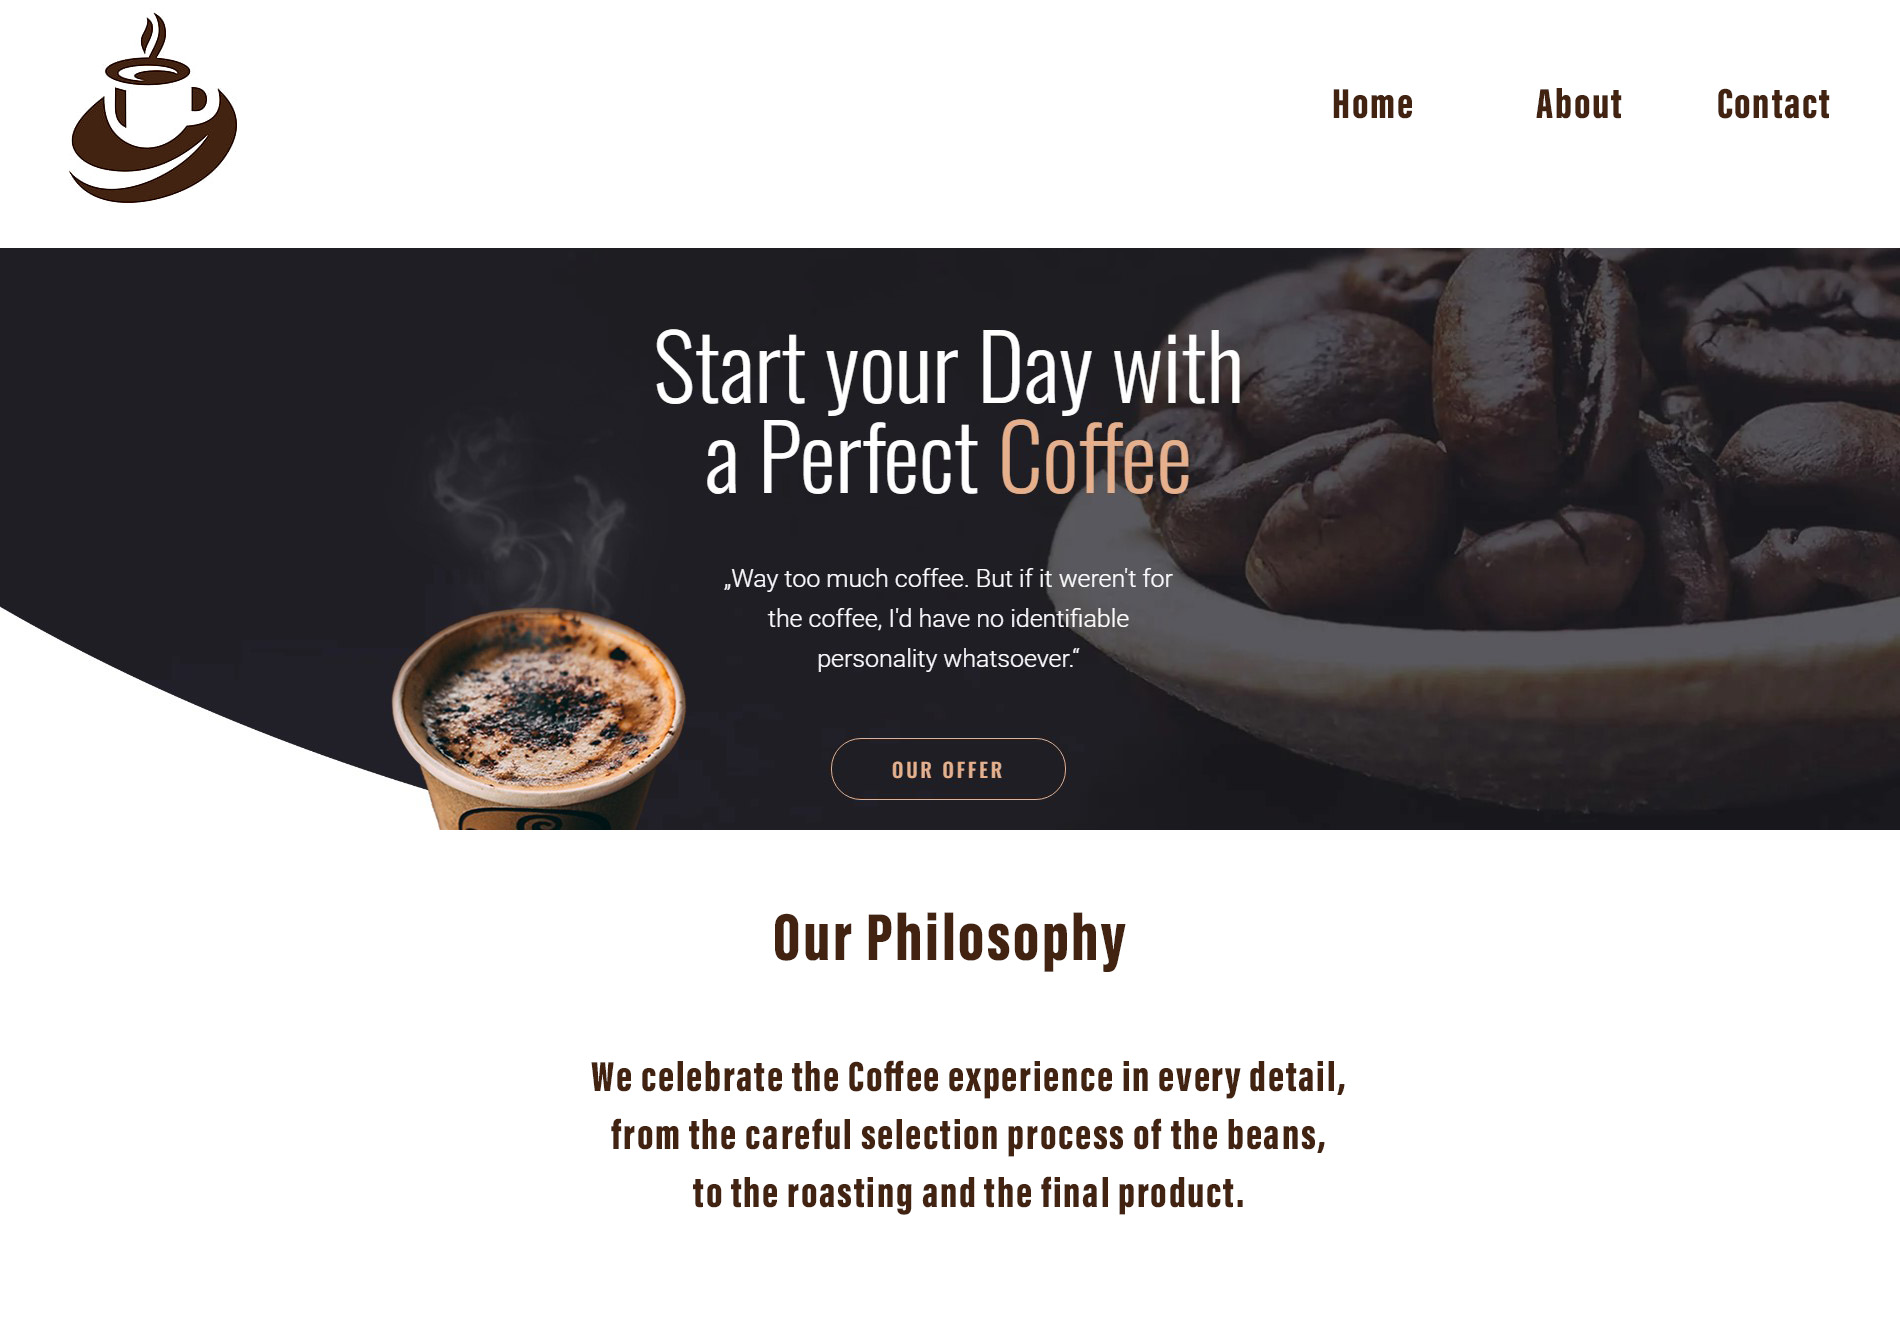 Home About Contact
Start your Day with
a Perfect Coffee
„Way too much coffee. But if it weren't for
the coffee, I'd have no identifiable
personality whatsoever.“
OUR OFFER
Our Philosophy
We celebrate the Coffee experience in every detail,
from the careful selection process of the beans,
to the roasting and the final product.